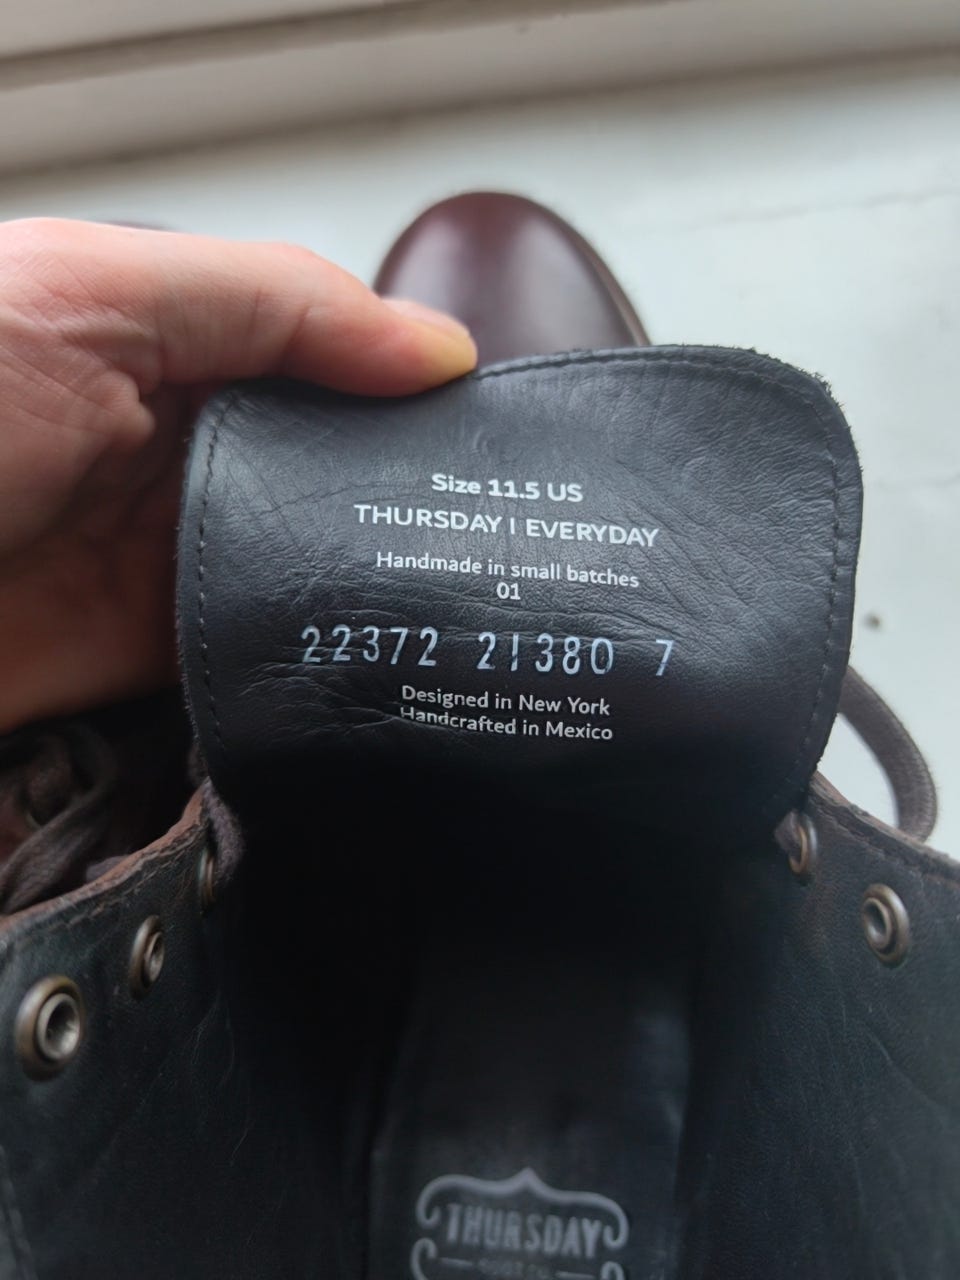 Size 11.5 US
THURSDAY | EVERYDAY
Handmade in small batches
01
22372 21380 7
Designed in New York
Handcrafted in Mexico
THURSDAY